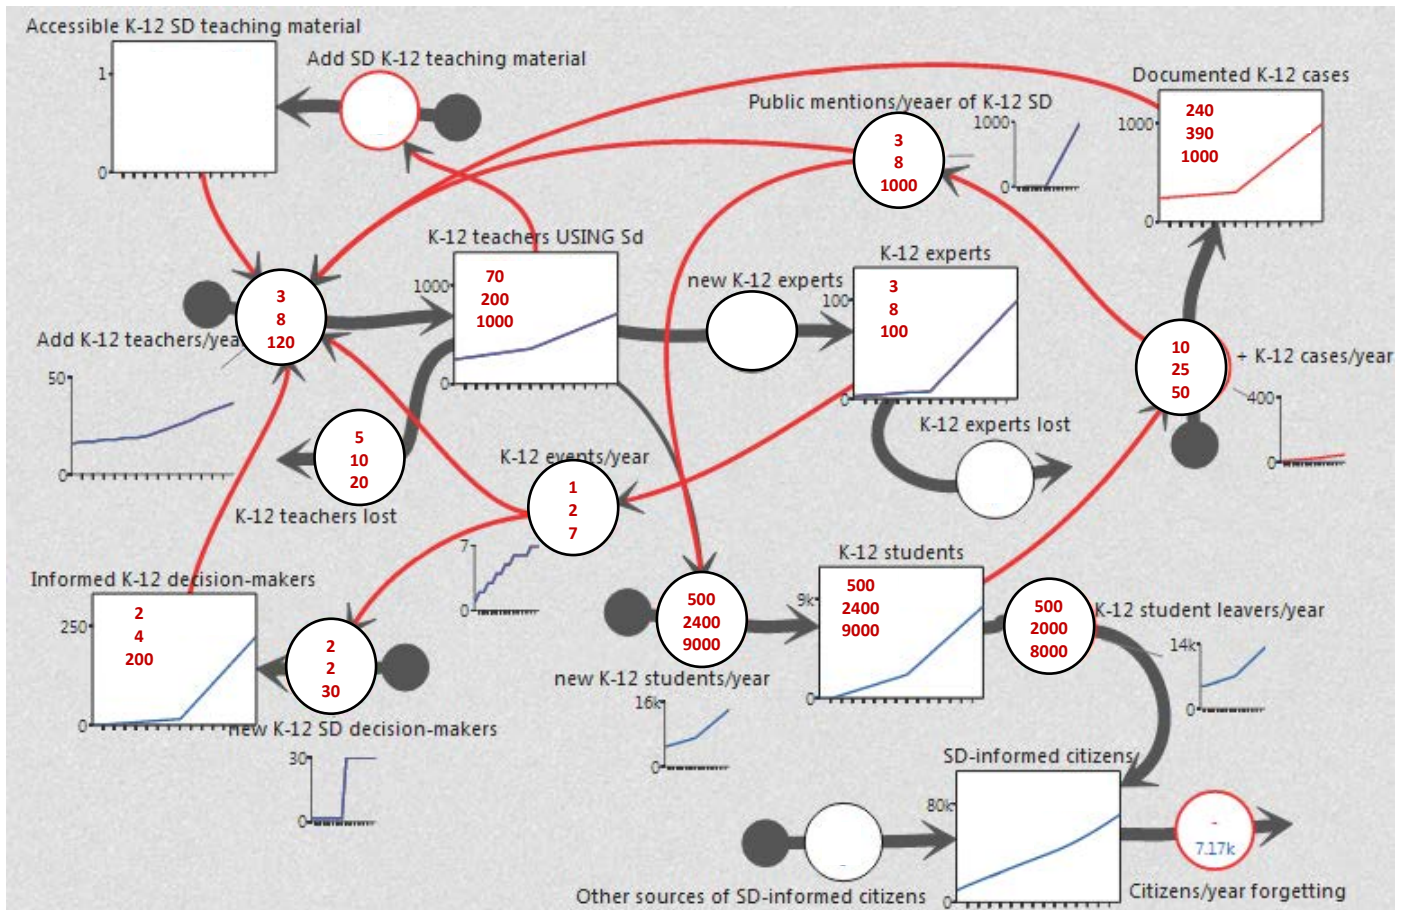 Accessible K-12 SD teaching material
1
0
Add SD K-12 teaching material
Public mentions/yeaer of K-12 SD
3
8
1000
1000
0
Documented K-12 cases
240
390
1000
1000
0
K-12 teachers USING Sd
70
200
1000
1000
0
new K-12 experts
K-12 experts
3
8
100
100
0
3
8
120
Add K-12 teachers/yea
50
0
10
25
50
+ K-12 cases/year
400
0
K-12 experts lost
5
10
20
K-12 teachers lost
K-12 events/year
1
2
7
7
0
Informed K-12 decision-makers
2
4
200
250
0
2
2
30
new K-12 SD decision-makers
30
0
500
2400
9000
new K-12 students/year
16k
0
K-12 students
500
2400
9000
9k
0
500
2000
8000
K-12 student leavers/year
14k
0
SD-informed citizens
80k
0
Other sources of SD-informed citizens
-
7.17k
Citizens/year forgetting